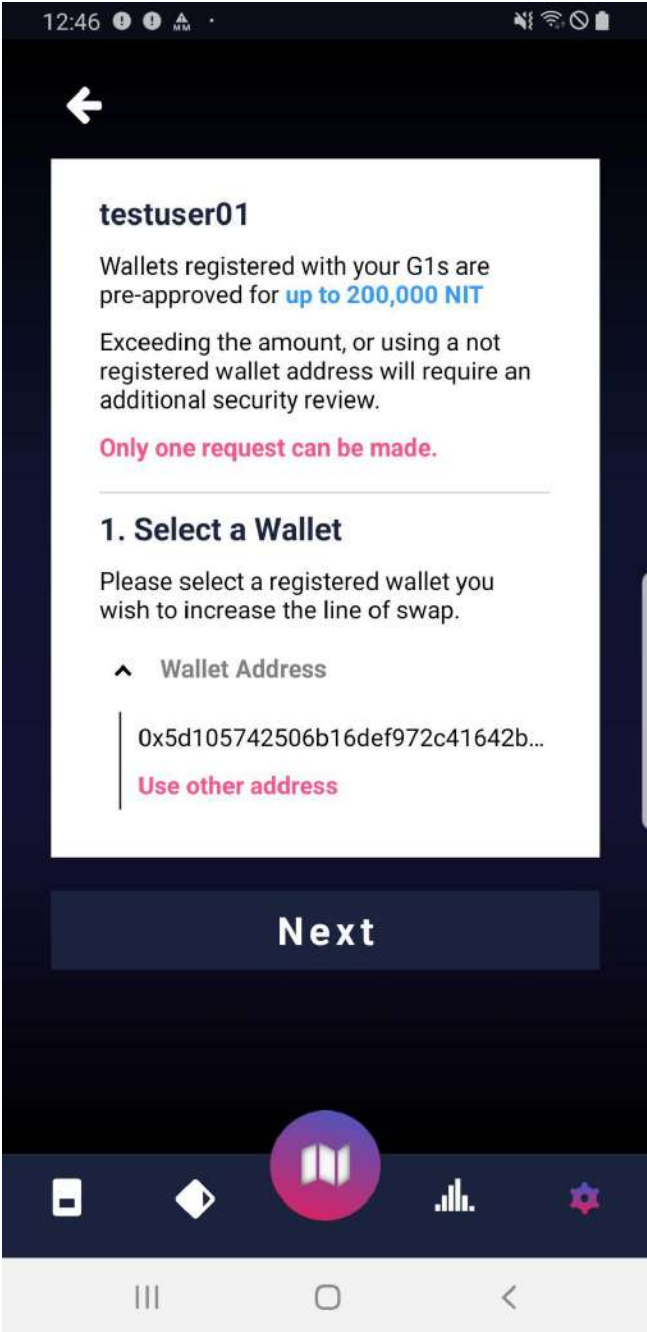 12:46
MM
testuser01
Wallets registered with your G1s are
pre-approved for up to 200,000 NIT
Exceeding the amount, or using a not
registered wallet address will require an
additional security review.
Only one request can be made.
1. Select a Wallet
Please select a registered wallet you
wish to increase the line of swap.
Wallet Address
0x5d105742506b16def972c41642b...
Use other address
Next